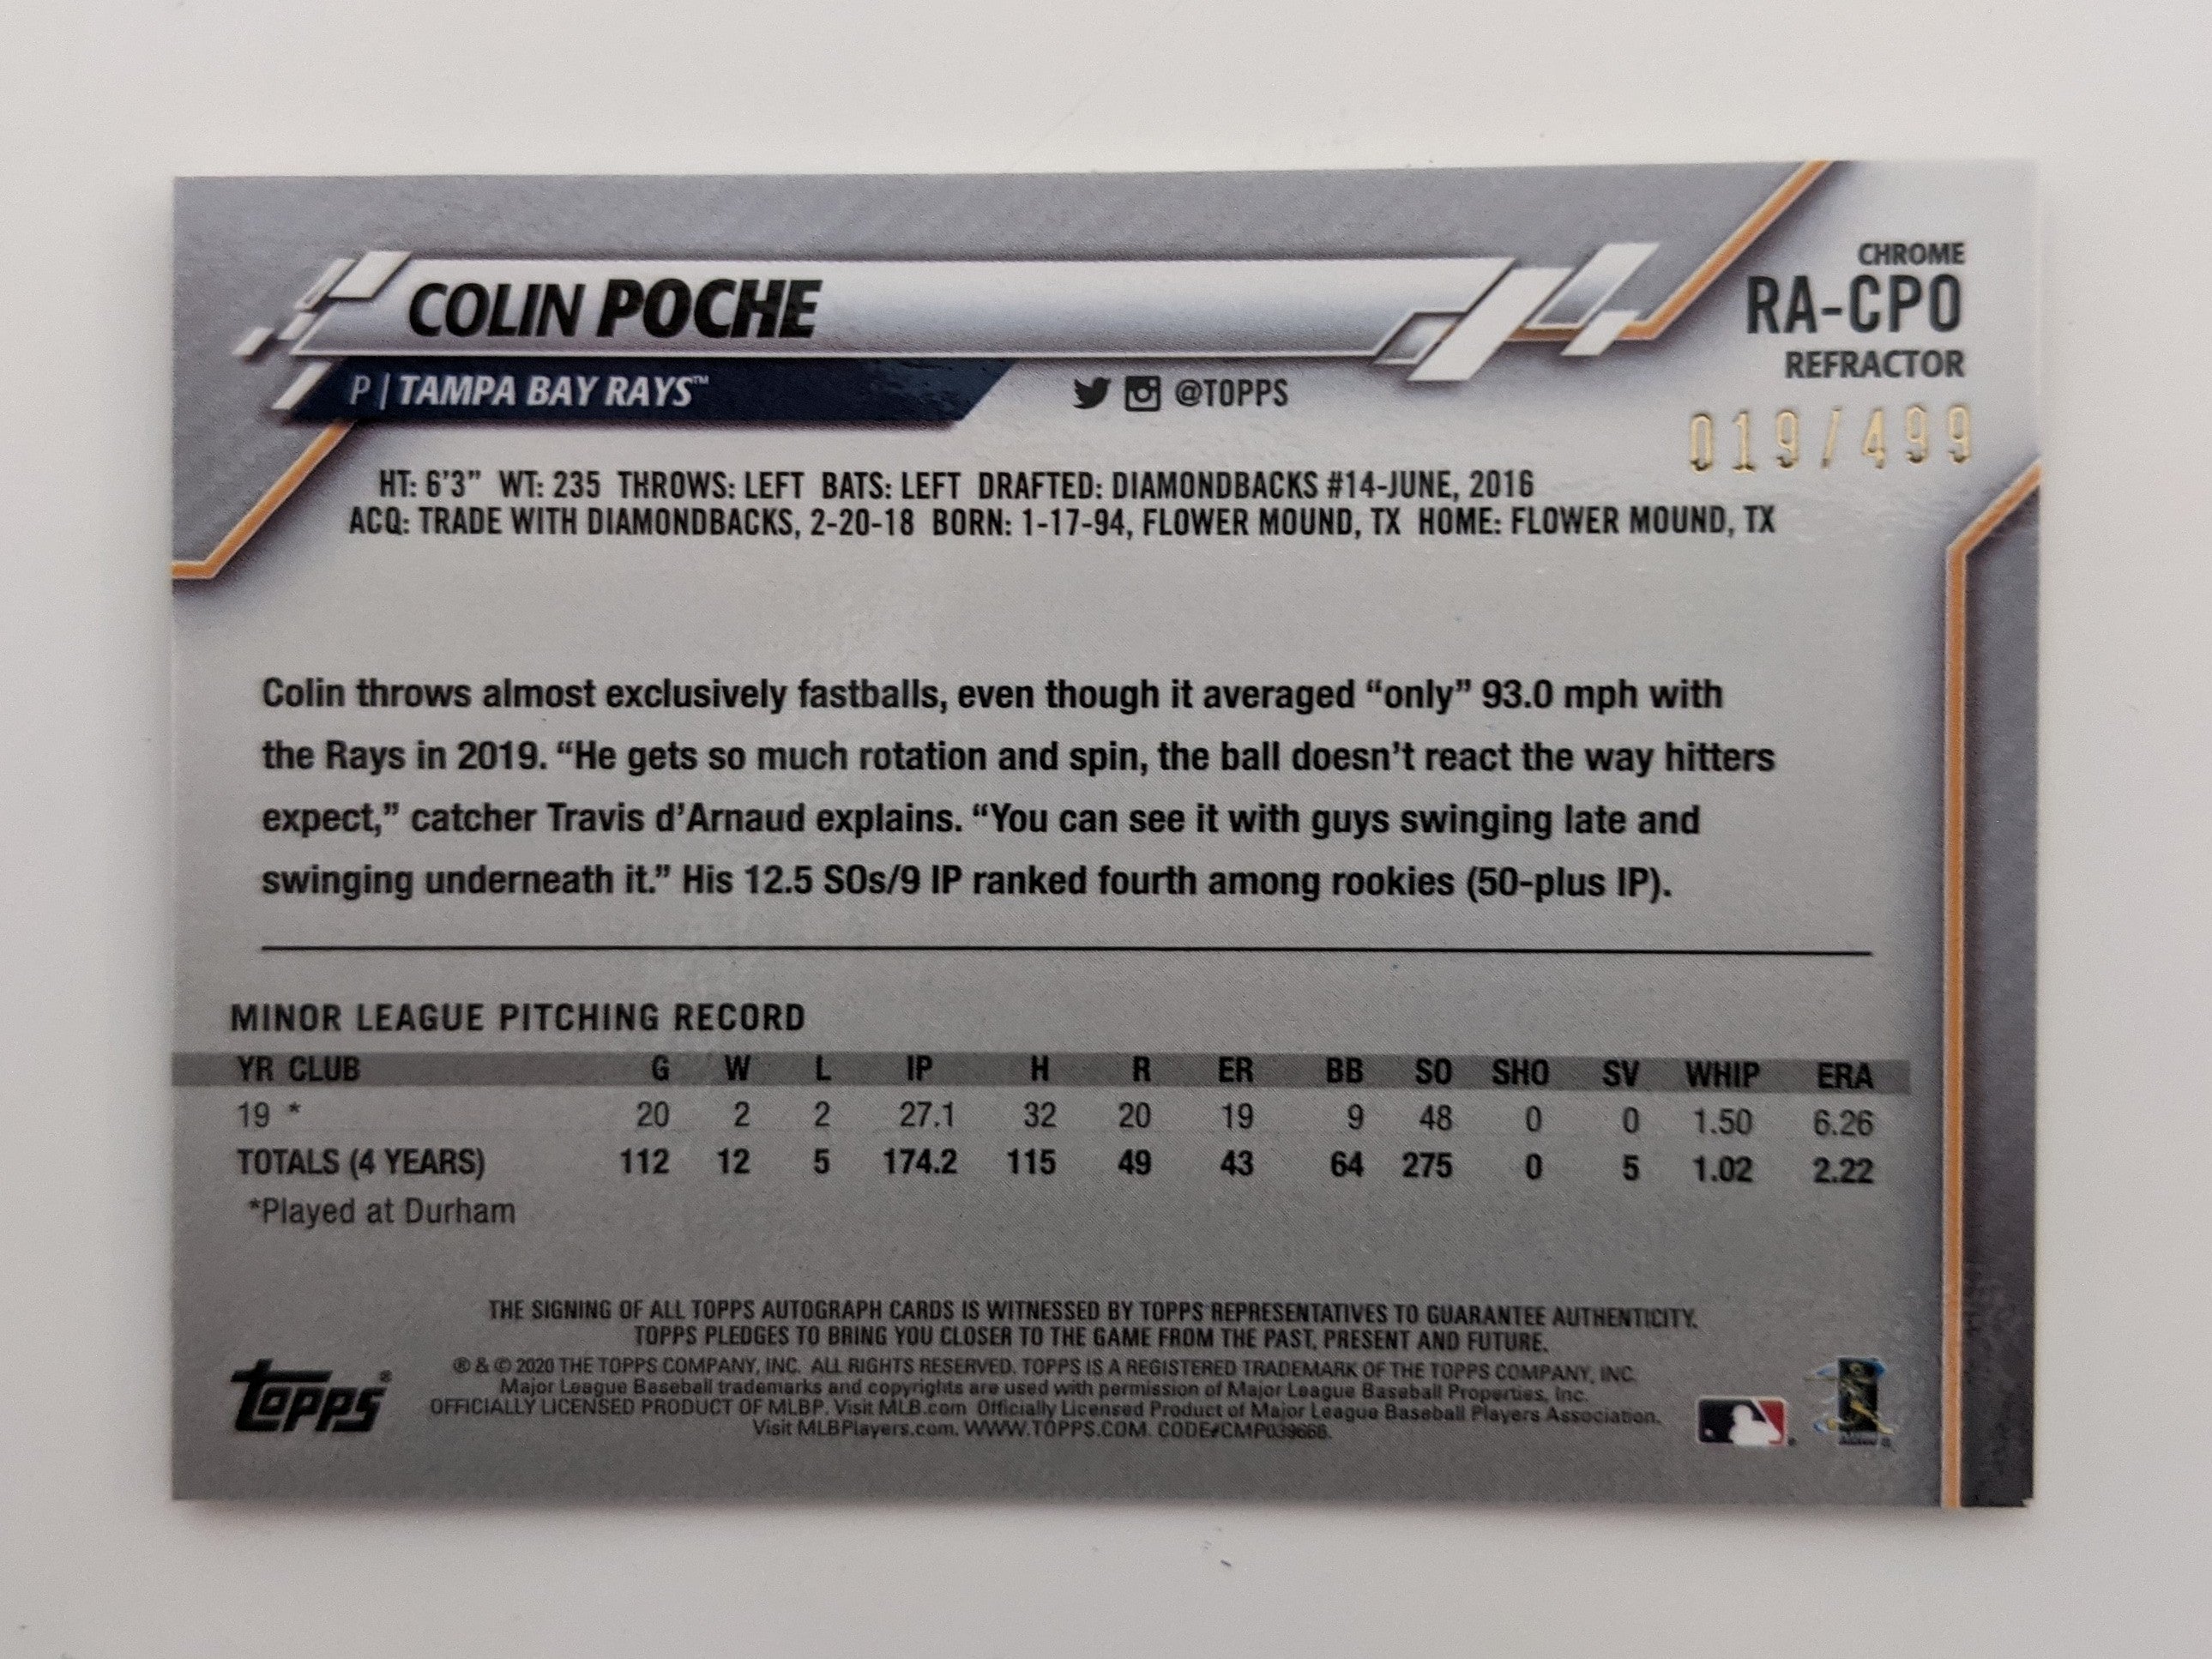 COLIN POCHE
CHROME
RA-CPO
REFRACTOR
019/499
P | TAMPA BAY RAYS™
@TOPPS
HT: 6'3" WT: 235 THROWS: LEFT BATS: LEFT DRAFTED: DIAMONDBACKS #14-JUNE, 2016
ACQ: TRADE WITH DIAMONDBACKS, 2-20-18 BORN: 1-17-94, FLOWER MOUND, TX HOME: FLOWER MOUND, TX
Colin throws almost exclusively fastballs, even though it averaged “only” 93.0 mph with
the Rays in 2019. “He gets so much rotation and spin, the ball doesn’t react the way hitters
expect,” catcher Travis d’Arnaud explains. “You can see it with guys swinging late and
swinging underneath it.” His 12.5 SOs/9 IP ranked fourth among rookies (50-plus IP).
MINOR LEAGUE PITCHING RECORD
YR CLUB G W L IP H R ER BB SO SHO SV WHIP ERA
19 * 20 2 2 27.1 32 20 19 9 48 0 0 1.50 6.26
TOTALS (4 YEARS) 112 12 5 174.2 115 49 43 64 275 0 5 1.02 2.22
*Played at Durham
THE SIGNING OF ALL TOPPS AUTOGRAPH CARDS IS WITNESSED BY TOPPS REPRESENTATIVES TO GUARANTEE AUTHENTICITY.
TOPPS PLEDGES TO BRING YOU CLOSER TO THE GAME FROM THE PAST, PRESENT AND FUTURE.
® & © 2020 THE TOPPS COMPANY, INC. ALL RIGHTS RESERVED. TOPPS IS A REGISTERED TRADEMARK OF THE TOPPS COMPANY, INC.
Major League Baseball trademarks and copyrights are used with permission of Major League Baseball Properties, Inc.
OFFICIALLY LICENSED PRODUCT OF MLBP. Visit MLB.com Officially Licensed Product of Major League Baseball Players Association.
Visit MLBPlayers.com. WWW.TOPPS.COM. CODE#CMP039668.
TOPPS®